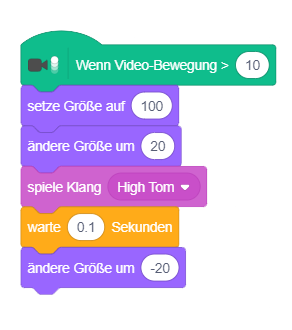 Wenn Video-Bewegung > 10
setze Größe auf 100
ändere Größe um 20
spiele Klang High Tom
warte 0.1 Sekunden
ändere Größe um -20